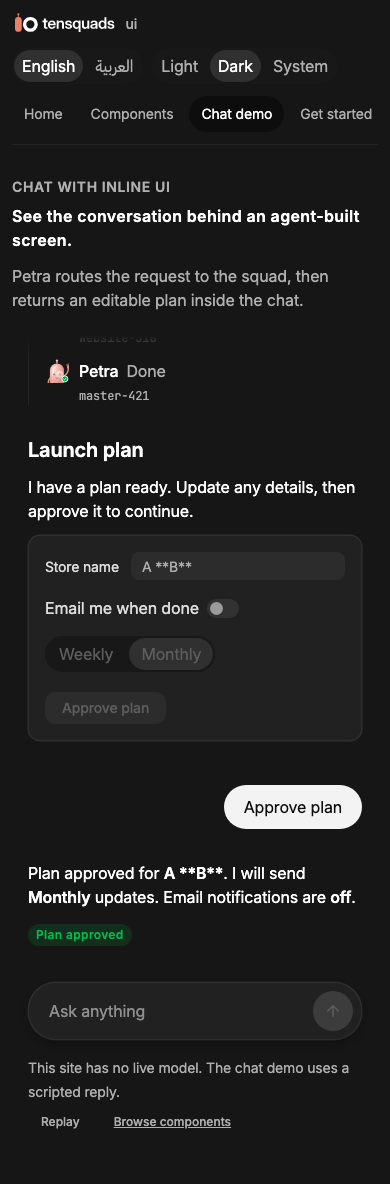 tensquads ui
English العربية Light Dark System
Home Components Chat demo Get started
CHAT WITH INLINE UI
See the conversation behind an agent-built
screen.
Petra routes the request to the squad, then
returns an editable plan inside the chat.
Petra Done
master-421
Launch plan
I have a plan ready. Update any details, then
approve it to continue.
Store name A **B**
Email me when done
Weekly Monthly
Approve plan
Approve plan
Plan approved for A **B**. I will send
Monthly updates. Email notifications are off.
Plan approved
Ask anything
This site has no live model. The chat demo uses a
scripted reply.
Replay Browse components